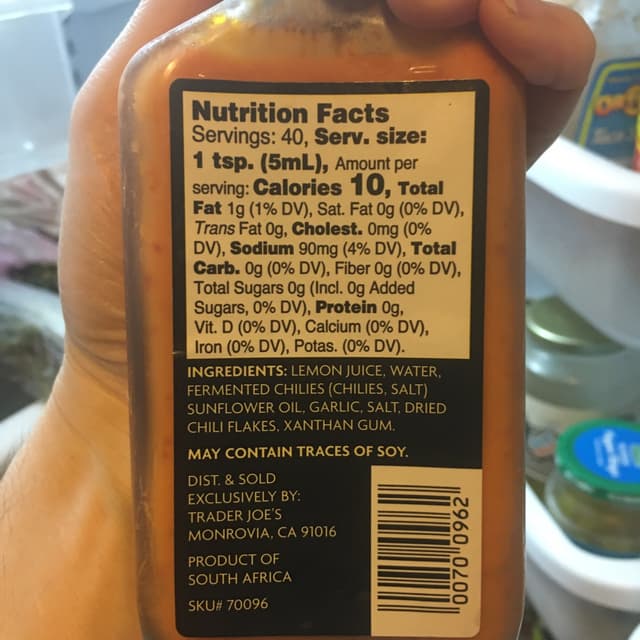 Nutrition Facts
Servings: 40, Serv. size:
1 tsp. (5mL), Amount per
serving: Calories 10, Total
Fat 1g (1% DV), Sat. Fat 0g (0% DV),
Trans Fat 0g, Cholest. 0mg (0%
DV), Sodium 90mg (4% DV), Total
Carb. 0g (0% DV), Fiber 0g (0% DV),
Total Sugars 0g (Incl. 0g Added
Sugars, 0% DV), Protein 0g,
Vit. D (0% DV), Calcium (0% DV),
Iron (0% DV), Potas. (0% DV).
INGREDIENTS: LEMON JUICE, WATER,
FERMENTED CHILIES (CHILIES, SALT)
SUNFLOWER OIL, GARLIC, SALT, DRIED
CHILI FLAKES, XANTHAN GUM.
MAY CONTAIN TRACES OF SOY.
DIST. & SOLD
EXCLUSIVELY BY:
TRADER JOE'S
MONROVIA, CA 91016
PRODUCT OF
SOUTH AFRICA
SKU# 70096
0070 0962